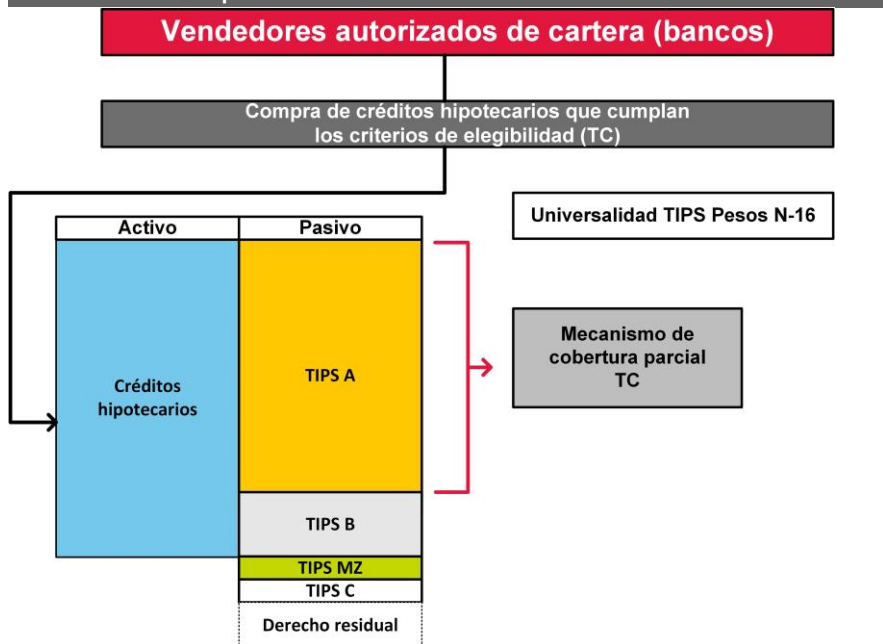 Vendedores autorizados de cartera (bancos)
Compra de créditos hipotecarios que cumplan
los criterios de elegibilidad (TC)
Universalidad TIPS Pesos N-16
Activo
Pasivo
Créditos
hipotecarios
TIPS A
Mecanismo de
cobertura parcial
TC
TIPS B
TIPS MZ
TIPS C
Derecho residual